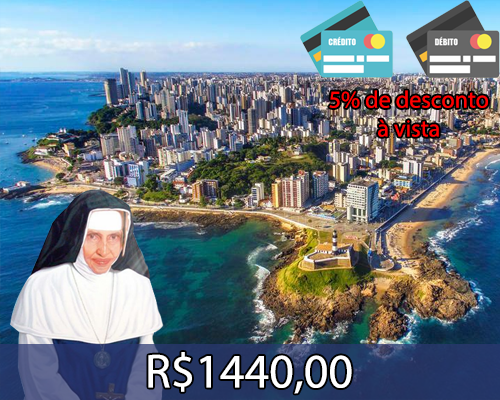 CRÉDITO
DÉBITO
5% de desconto
à vista
R$1440,00